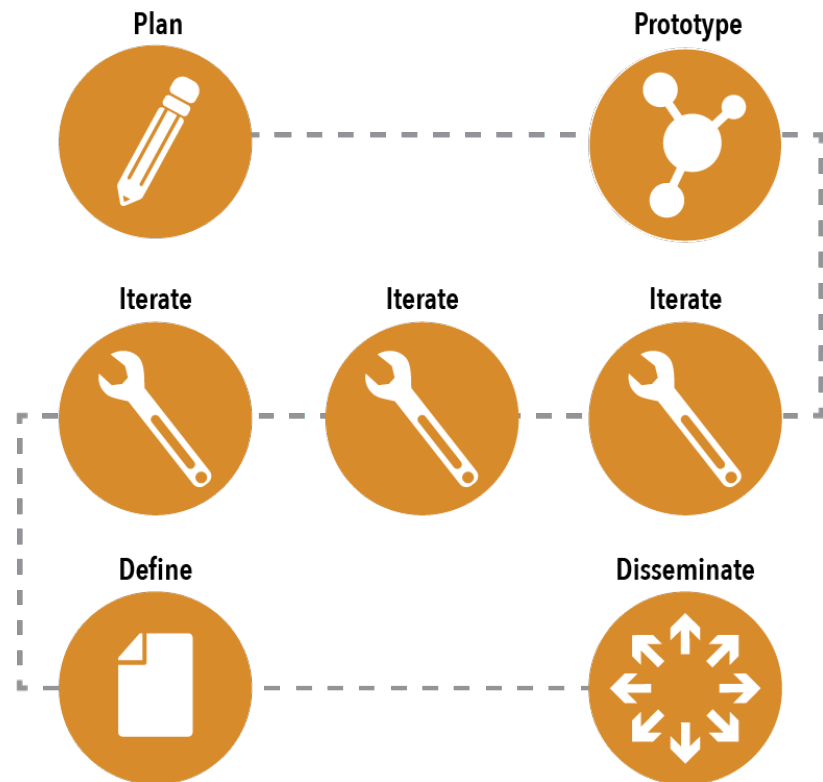 Plan
Prototype
Iterate
Iterate
Iterate
Define
Disseminate